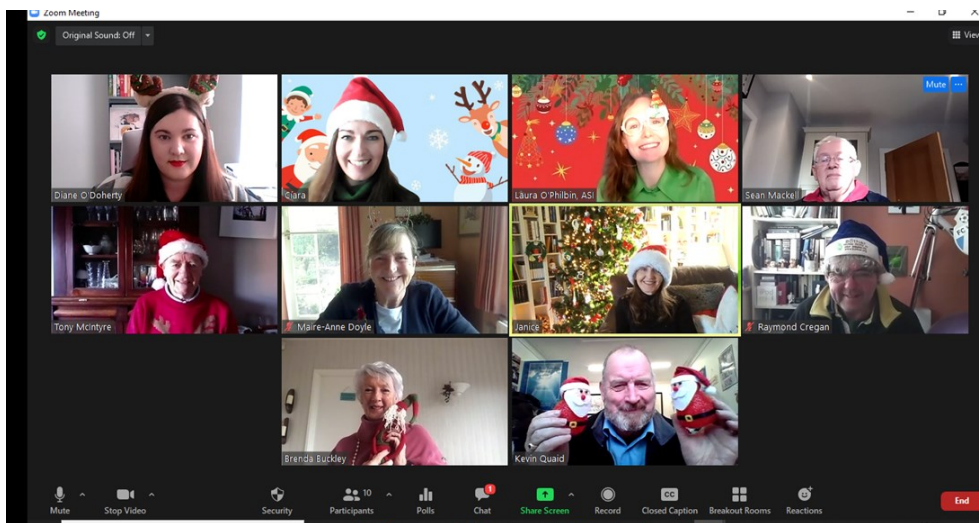 Zoom Meeting
Original Sound: Off
View
Diane O'Doherty
Ciara
Laura O'Philbin, ASI
Mute ...
Sean Mackell
Tony McIntyre
Maire-Anne Doyle
Janice
Raymond Cregan
Brenda Buckley
Kevin Quaid
Mute
Stop Video
Security
10
Participants
Polls
1
Chat
Share Screen
Record
CC
Closed Caption
Breakout Rooms
Reactions
End